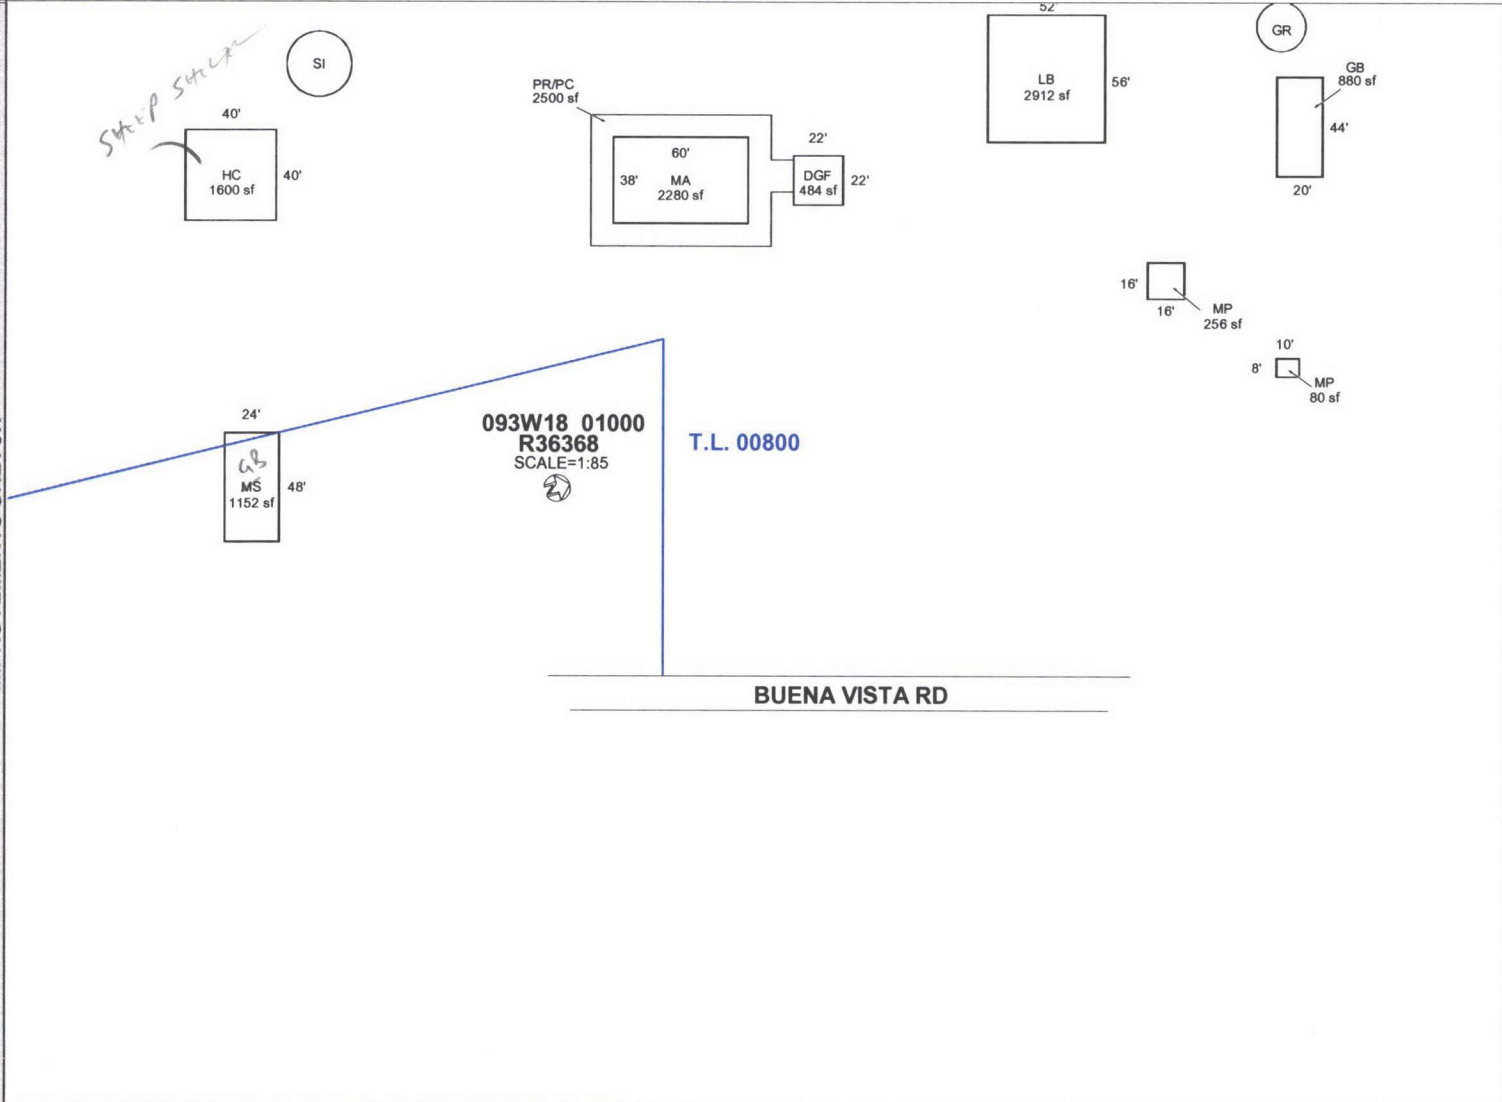 52'
GR
SI
LB
2912 sf
56'
GB
880 sf
44'
20'
PR/PC
2500 sf
40'
HC
1600 sf
40'
60'
38'
MA
2280 sf
22'
DGF
484 sf
22'
16'
16'
MP
256 sf
10'
8'
MP
80 sf
24'
GB
MS
1152 sf
48'
093W18 01000
R36368
SCALE=1:85
T.L. 00800
BUENA VISTA RD
SHEEP